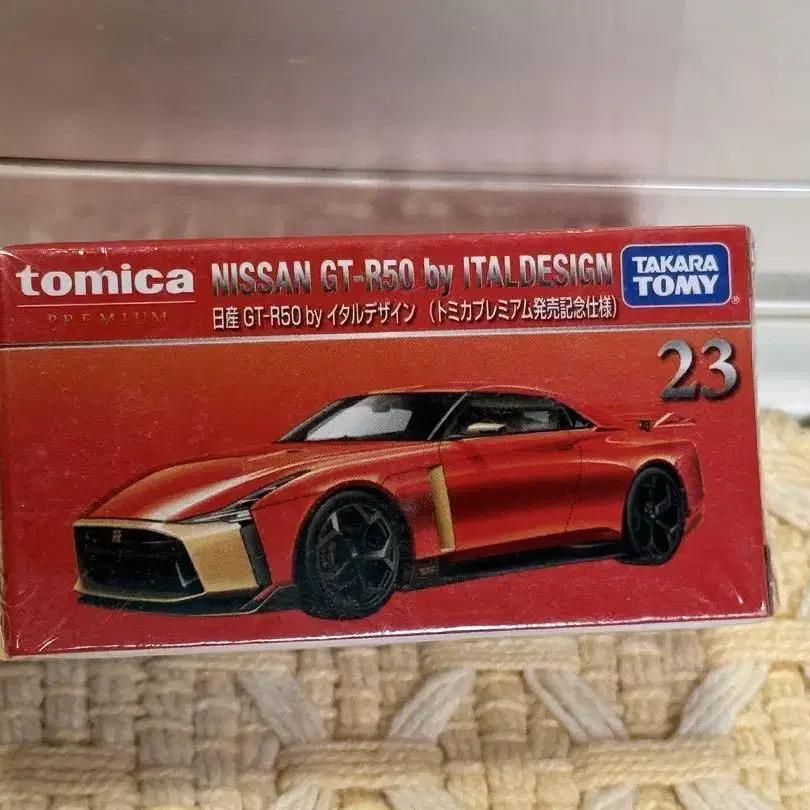 tomica
PREMIUM
NISSAN GT-R50 by ITALDESIGN
日産 GT-R50 by イタルデザイン （トミカプレミアム発売記念仕様）
TAKARA
TOMY
®
23